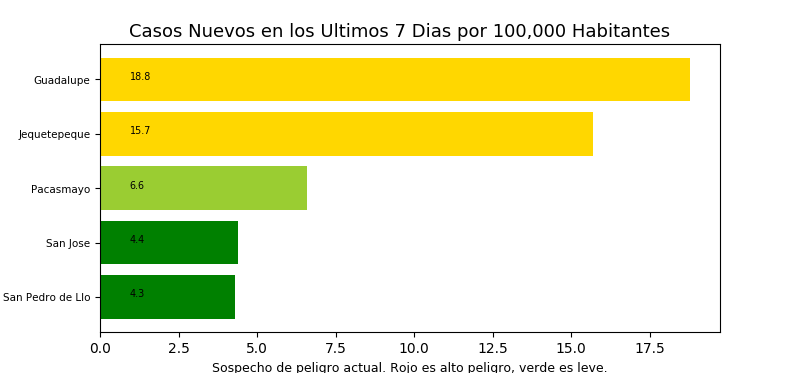 Casos Nuevos en los Ultimos 7 Dias por 100,000 Habitantes
Guadalupe 18.8
Jequetepeque 15.7
Pacasmayo 6.6
San Jose 4.4
San Pedro de Llo 4.3
0.0 2.5 5.0 7.5 10.0 12.5 15.0 17.5
Sospecho de peligro actual. Rojo es alto peligro, verde es leve.